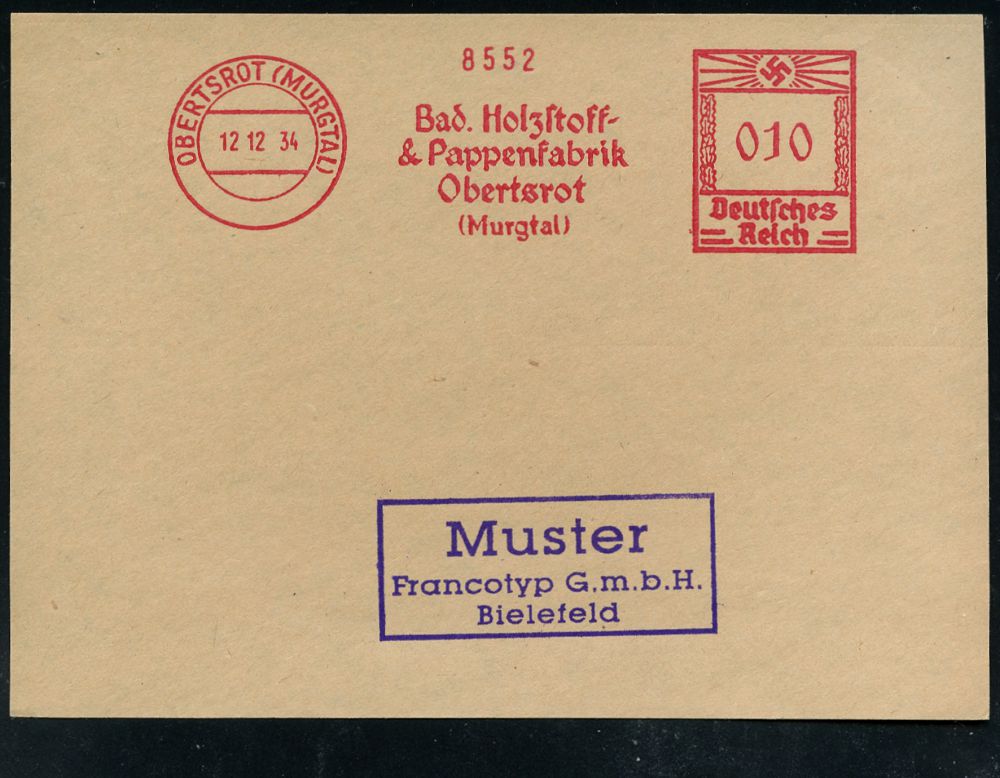 OBERTSROT (MURGTAL)
12 12 34
8552
Bad. Holzſtoff-
& Pappenfabrik
Obertsrot
(Murgtal)
010
Deutſches
Reich
Muster
Francotyp G.m.b.H.
Bielefeld